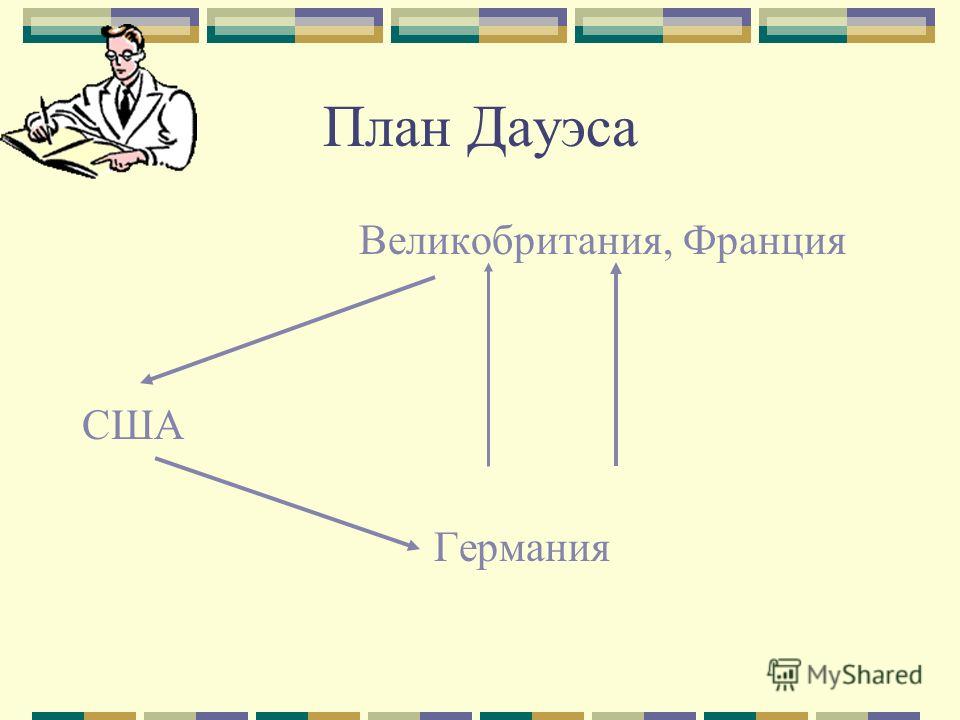 План Дауэса
Великобритания, Франция
США
Германия
MyShared